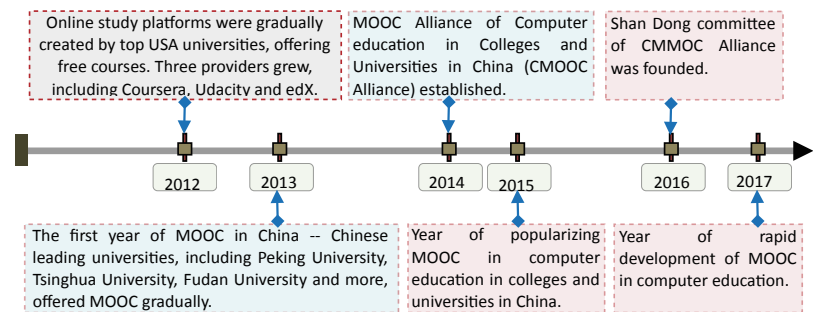 Online study platforms were gradually
created by top USA universities, offering
free courses. Three providers grew,
including Coursera, Udacity and edX.
MOOC Alliance of Computer
education in Colleges and
Universities in China (CMOOC
Alliance) established.
Shan Dong committee
of CMMOC Alliance
was founded.
2012
2013
2014
2015
2016
2017
The first year of MOOC in China -- Chinese
leading universities, including Peking University,
Tsinghua University, Fudan University and more,
offered MOOC gradually.
Year of popularizing
MOOC in computer
education in colleges and
universities in China.
Year of rapid
development of MOOC
in computer education.